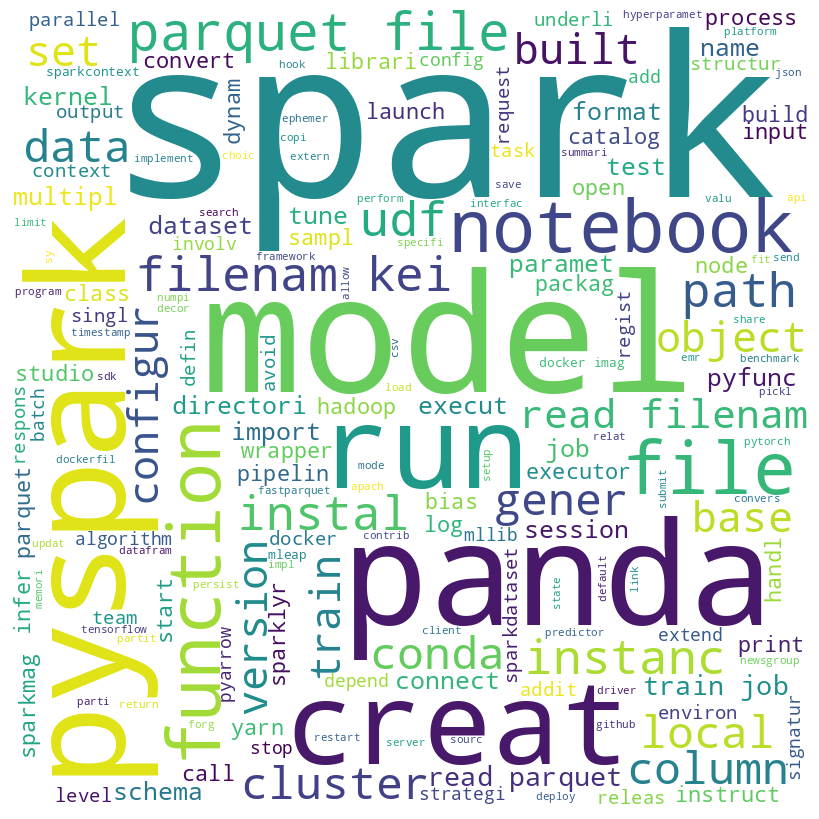 parallel
parquet file
underli
hyperparamet
process
set
convert
librari
config
built
name
platform
sparkcontext
hook
structur
json
spark
kernel
output
dynam
ephemer
copi
launch
request
add
format
build
data
context
implement
choic
extern
task
summari
catalog
input
test
multipl
save
open
limit
search
dataset
tune
udf
perform
interfac
valu
api
notebook
involv
sampl
specifi
sy
framework
pyspark
program
class
filenam kei
allow
paramet
node
fit
send
packag
path
singl
timestamp
numpi
decor
model
regist
share
object
configur
defin
avoid
csv
docker imag
emr
benchmark
studio
sdk
load
pyfunc
pickl
respons
batch
directori
hadoop
execut
read filenam
import
run
wrapper
job
relat
pytorch
dockerfil
function
pipelin
mode
setup
executor
file
fastparquet
apach
submit
convers
infer parquet
instal
bias
gener
base
algorithm
log
mllib
session
updat
datafram
docker
contrib
mleap
impl
panda
handl
memori
version
train
persist
start
team
tensorflow
partit
state
default
link
client
predictor
extend
print
sparkmag
sparklyr
pyarrow
conda
sparkdataset
instanc
newsgroup
parti
return
depend
connect
addit
driver
train job
creat
forg
yarn
github
environ
local
signatur
stop
restart
server
sourc
call
column
level
schema
cluster
read parquet
strategi
deploy
releas
instruct